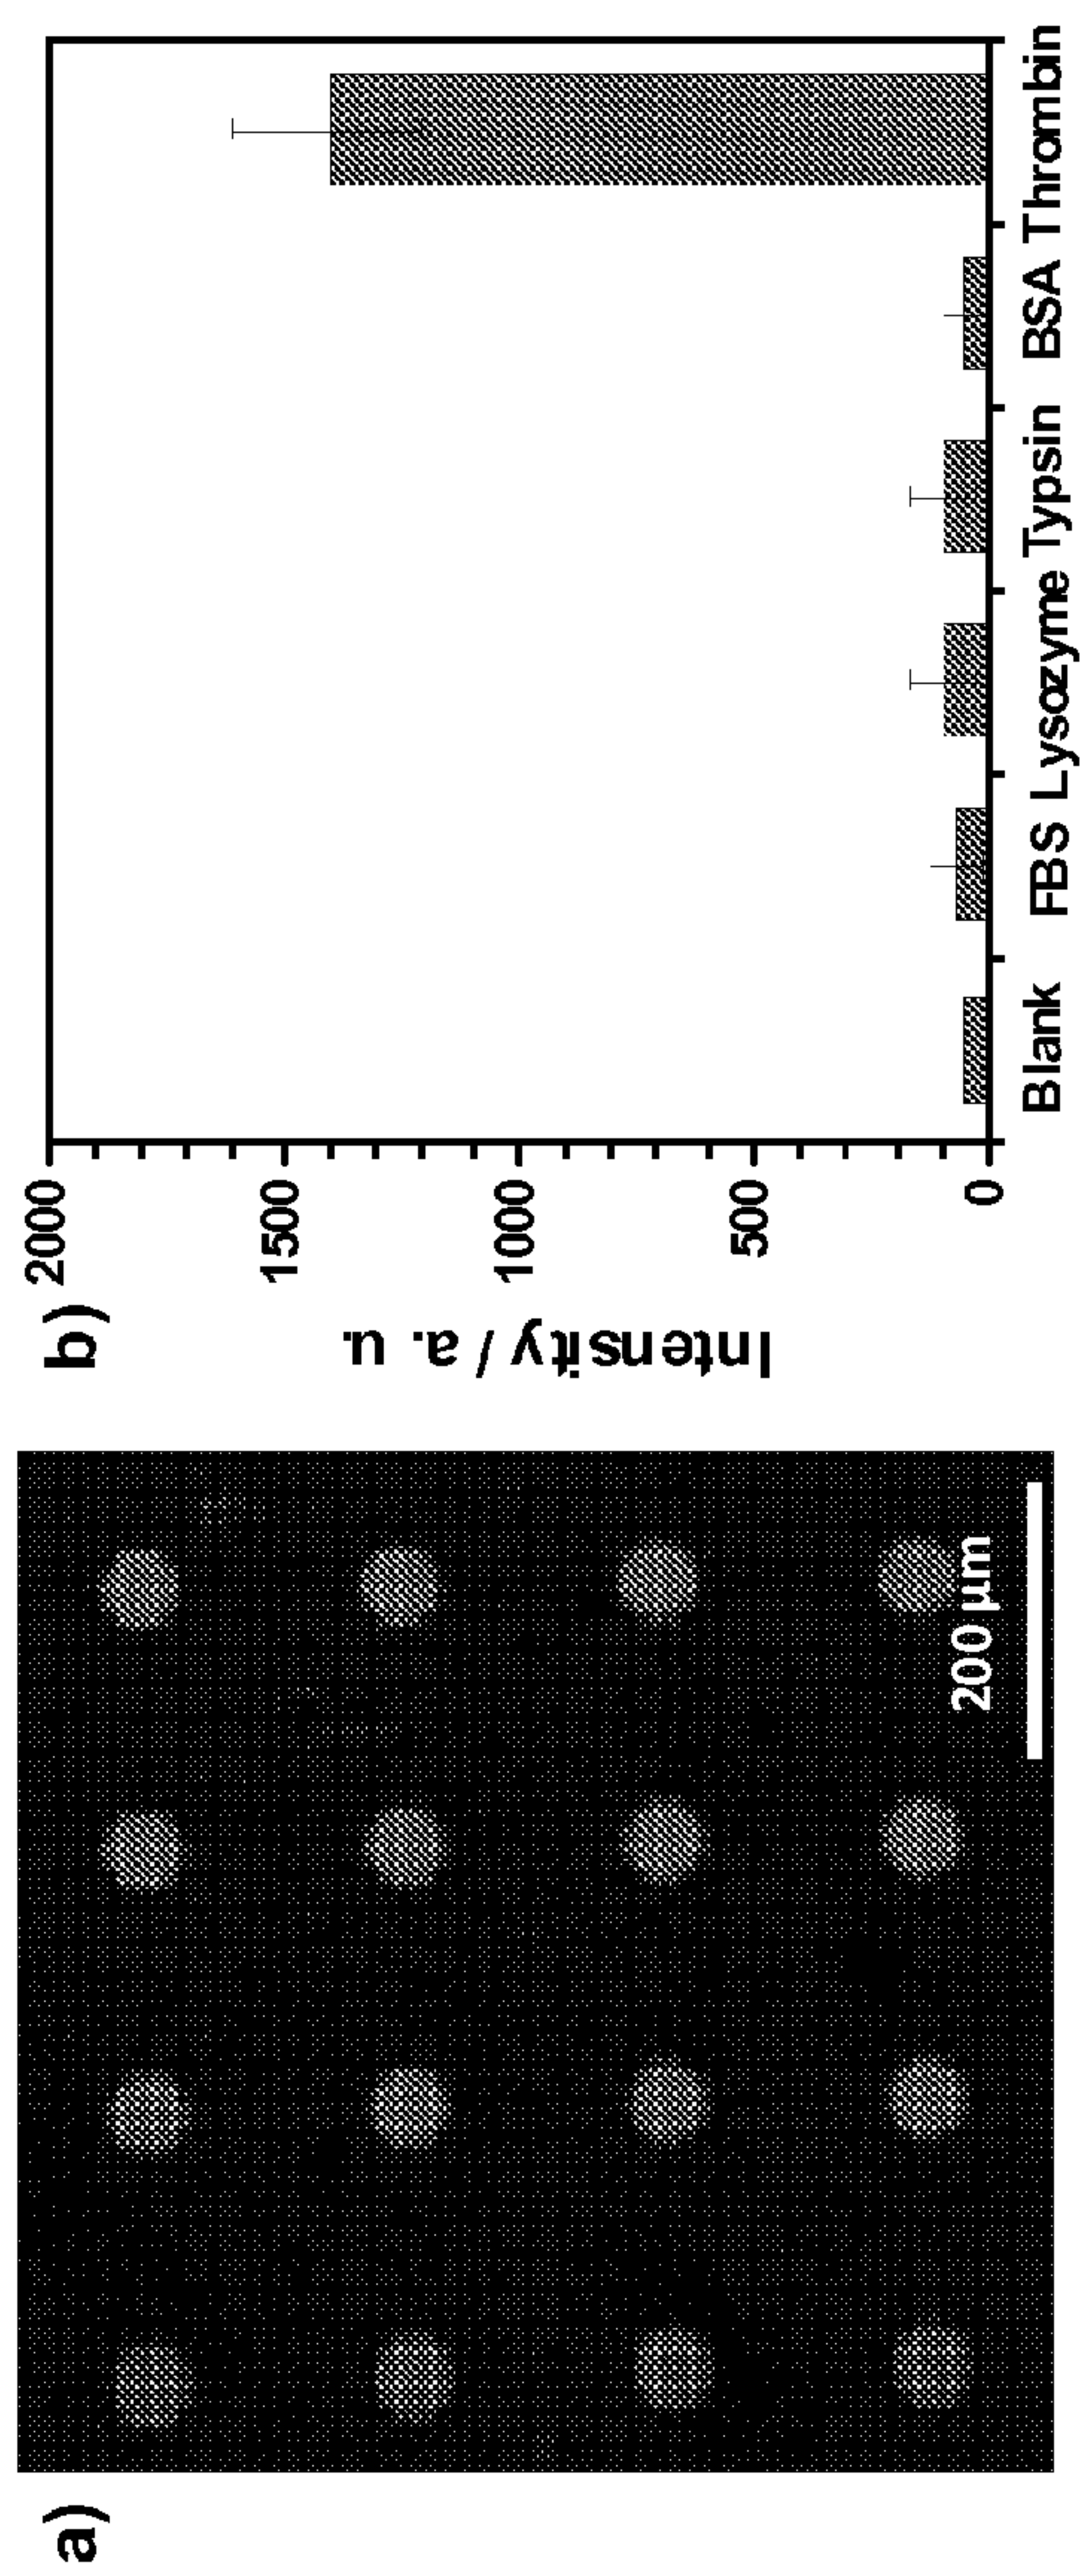 a)
200 µm
b)
Intensity / a. u.
2000
1500
1000
500
0
Blank FBS Lysozyme Typsin BSA Thrombin